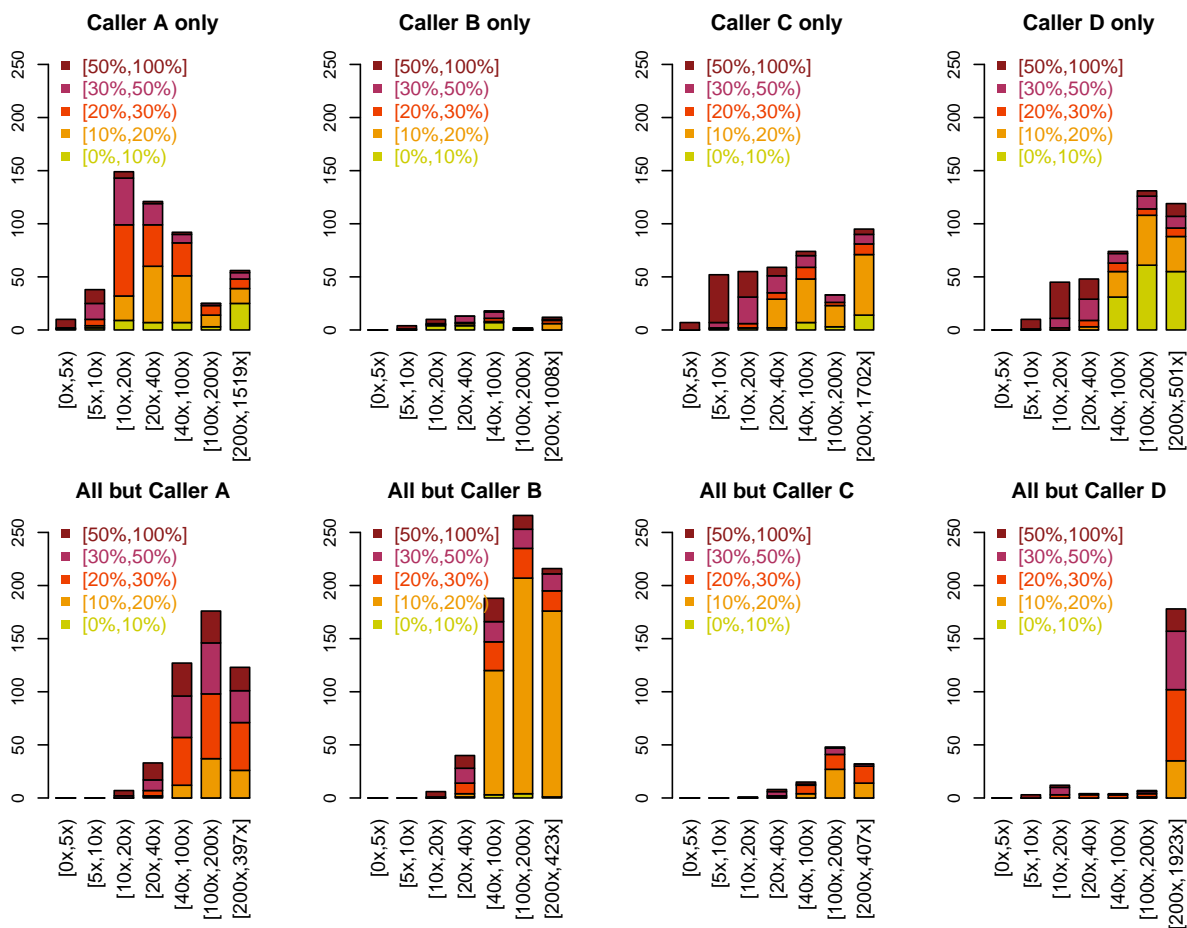 Caller A only
250
200
150
100
50
0
[50%,100%]
[30%,50%)
[20%,30%)
[10%,20%)
[0%,10%)
[0x,5x)
[5x,10x)
[10x,20x)
[20x,40x)
[40x,100x)
[100x,200x)
[200x,1519x]
Caller B only
250
200
150
100
50
0
[50%,100%]
[30%,50%)
[20%,30%)
[10%,20%)
[0%,10%)
[0x,5x)
[5x,10x)
[10x,20x)
[20x,40x)
[40x,100x)
[100x,200x)
[200x,1008x]
Caller C only
250
200
150
100
50
0
[50%,100%]
[30%,50%)
[20%,30%)
[10%,20%)
[0%,10%)
[0x,5x)
[5x,10x)
[10x,20x)
[20x,40x)
[40x,100x)
[100x,200x)
[200x,1702x]
Caller D only
250
200
150
100
50
0
[50%,100%]
[30%,50%)
[20%,30%)
[10%,20%)
[0%,10%)
[0x,5x)
[5x,10x)
[10x,20x)
[20x,40x)
[40x,100x)
[100x,200x)
[200x,501x]
All but Caller A
250
200
150
100
50
0
[50%,100%]
[30%,50%)
[20%,30%)
[10%,20%)
[0%,10%)
[0x,5x)
[5x,10x)
[10x,20x)
[20x,40x)
[40x,100x)
[100x,200x)
[200x,397x]
All but Caller B
250
200
150
100
50
0
[50%,100%]
[30%,50%)
[20%,30%)
[10%,20%)
[0%,10%)
[0x,5x)
[5x,10x)
[10x,20x)
[20x,40x)
[40x,100x)
[100x,200x)
[200x,423x]
All but Caller C
250
200
150
100
50
0
[50%,100%]
[30%,50%)
[20%,30%)
[10%,20%)
[0%,10%)
[0x,5x)
[5x,10x)
[10x,20x)
[20x,40x)
[40x,100x)
[100x,200x)
[200x,407x]
All but Caller D
250
200
150
100
50
0
[50%,100%]
[30%,50%)
[20%,30%)
[10%,20%)
[0%,10%)
[0x,5x)
[5x,10x)
[10x,20x)
[20x,40x)
[40x,100x)
[100x,200x)
[200x,1923x]